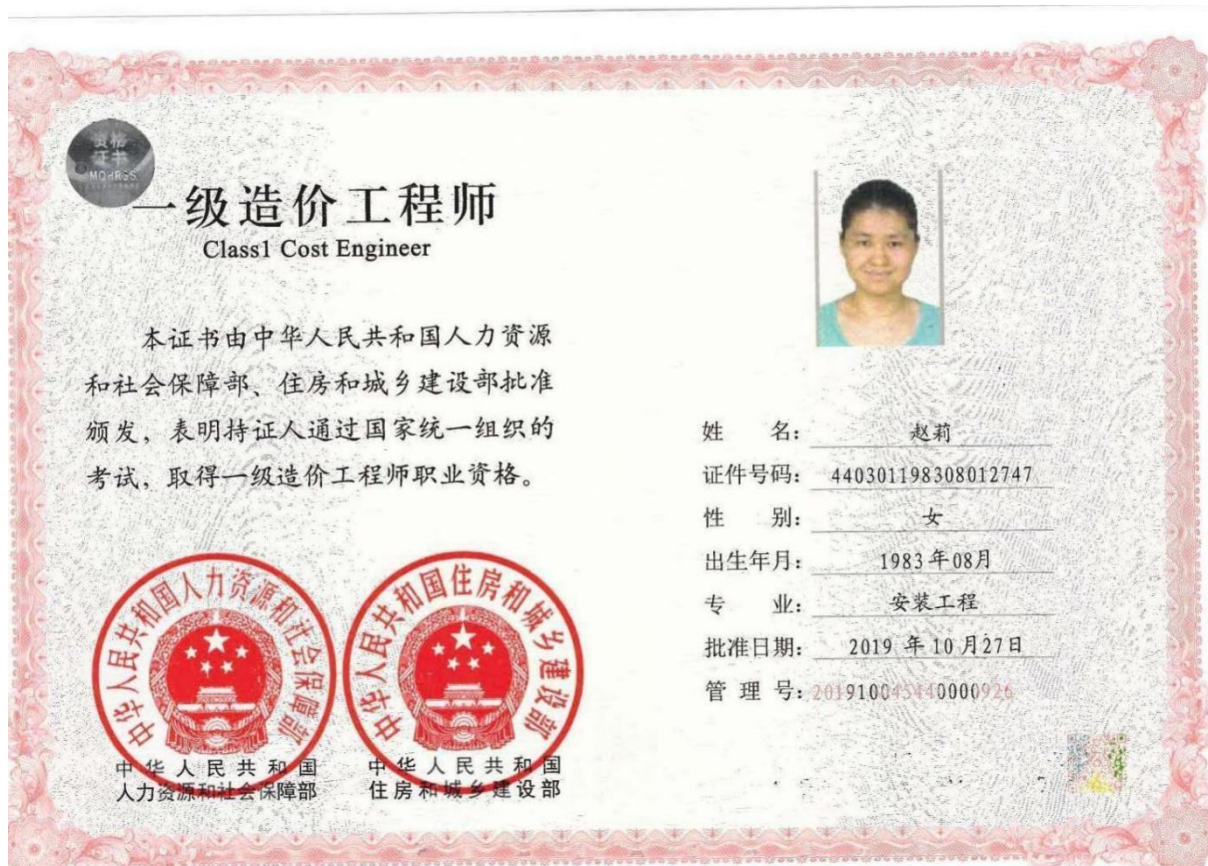 资格
证书
MOHRSS
一级造价工程师
Class1 Cost Engineer
本证书由中华人民共和国人力资源
和社会保障部、住房和城乡建设部批准
颁发，表明持证人通过国家统一组织的
考试，取得一级造价工程师职业资格。
中华人民共和国人力资源和社会保障部
中华人民共和国住房和城乡建设部
中华人民共和国
人力资源和社会保障部
中华人民共和国
住房和城乡建设部
姓名：赵莉
证件号码：440301198308012747
性别：女
出生年月：1983年08月
专业：安装工程
批准日期：2019年10月27日
管理号：201910045440000926